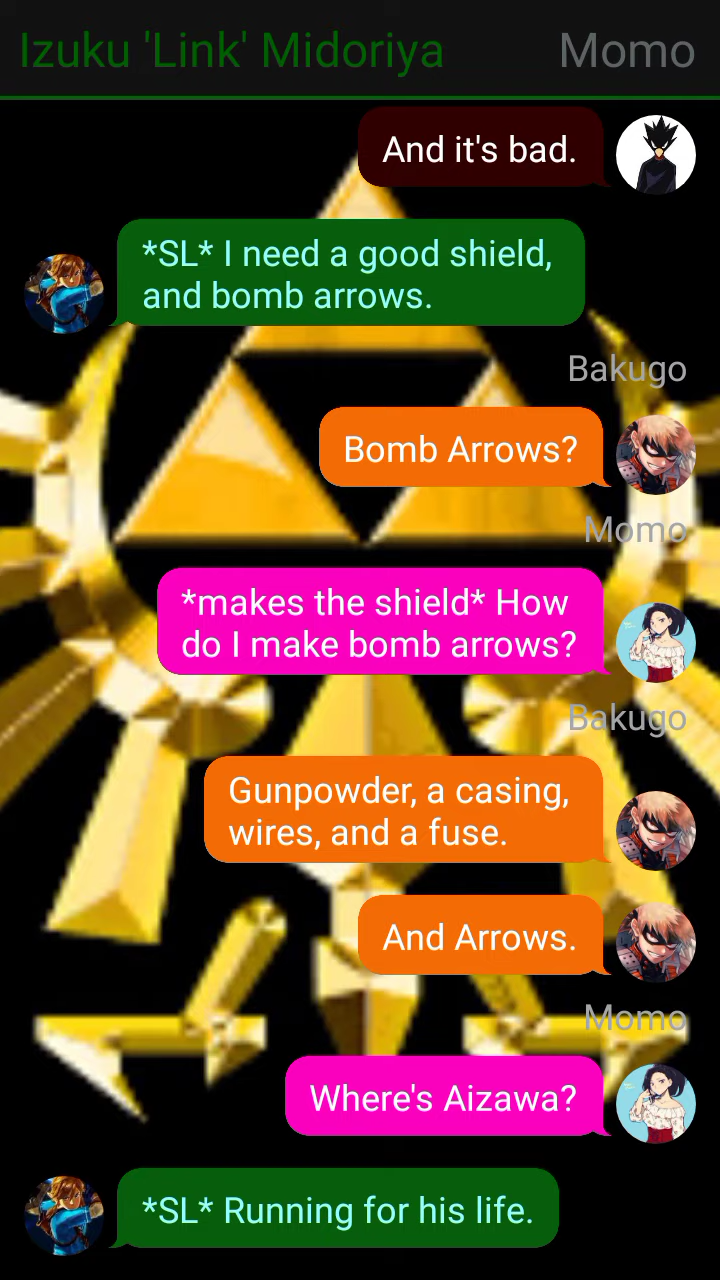 Izuku 'Link' Midoriya
Momo
And it's bad.
*SL* I need a good shield,
and bomb arrows.
Bakugo
Bomb Arrows?
Momo
*makes the shield* How
do I make bomb arrows?
Bakugo
Gunpowder, a casing,
wires, and a fuse.
And Arrows.
Momo
Where's Aizawa?
*SL* Running for his life.